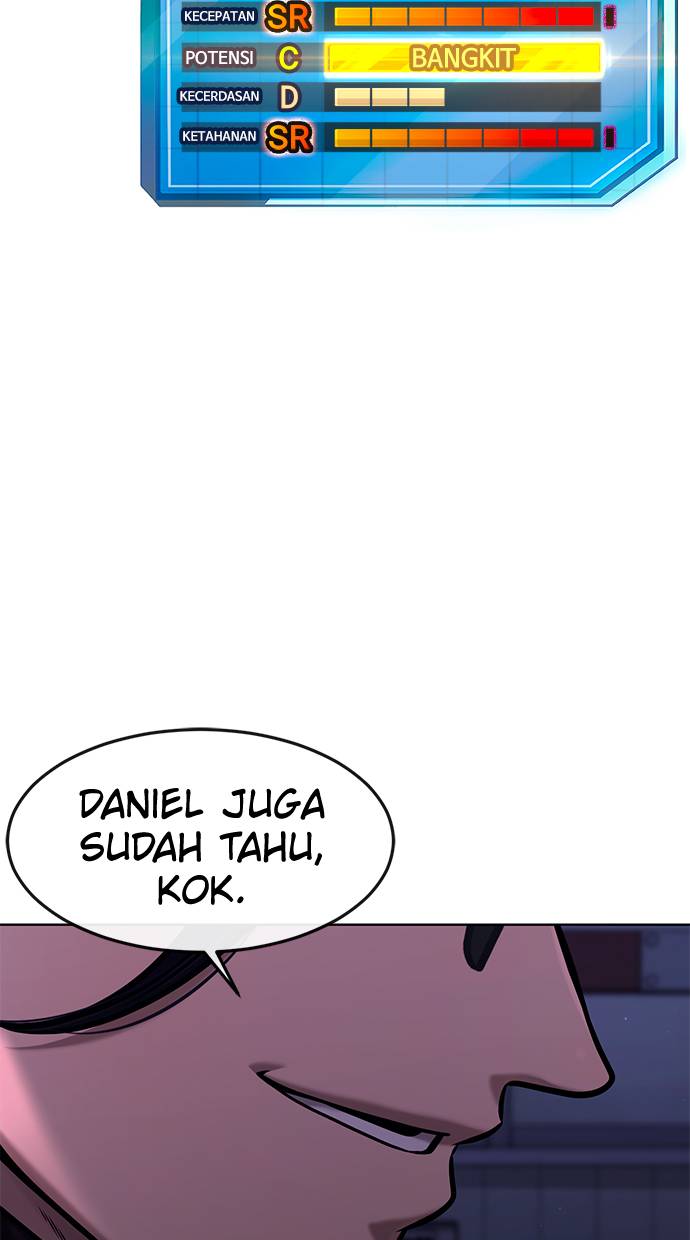 KECEPATAN SR
POTENSI C BANGKIT
KECERDASAN D
KETAHANAN SR
DANIEL JUGA
SUDAH TAHU,
KOK.